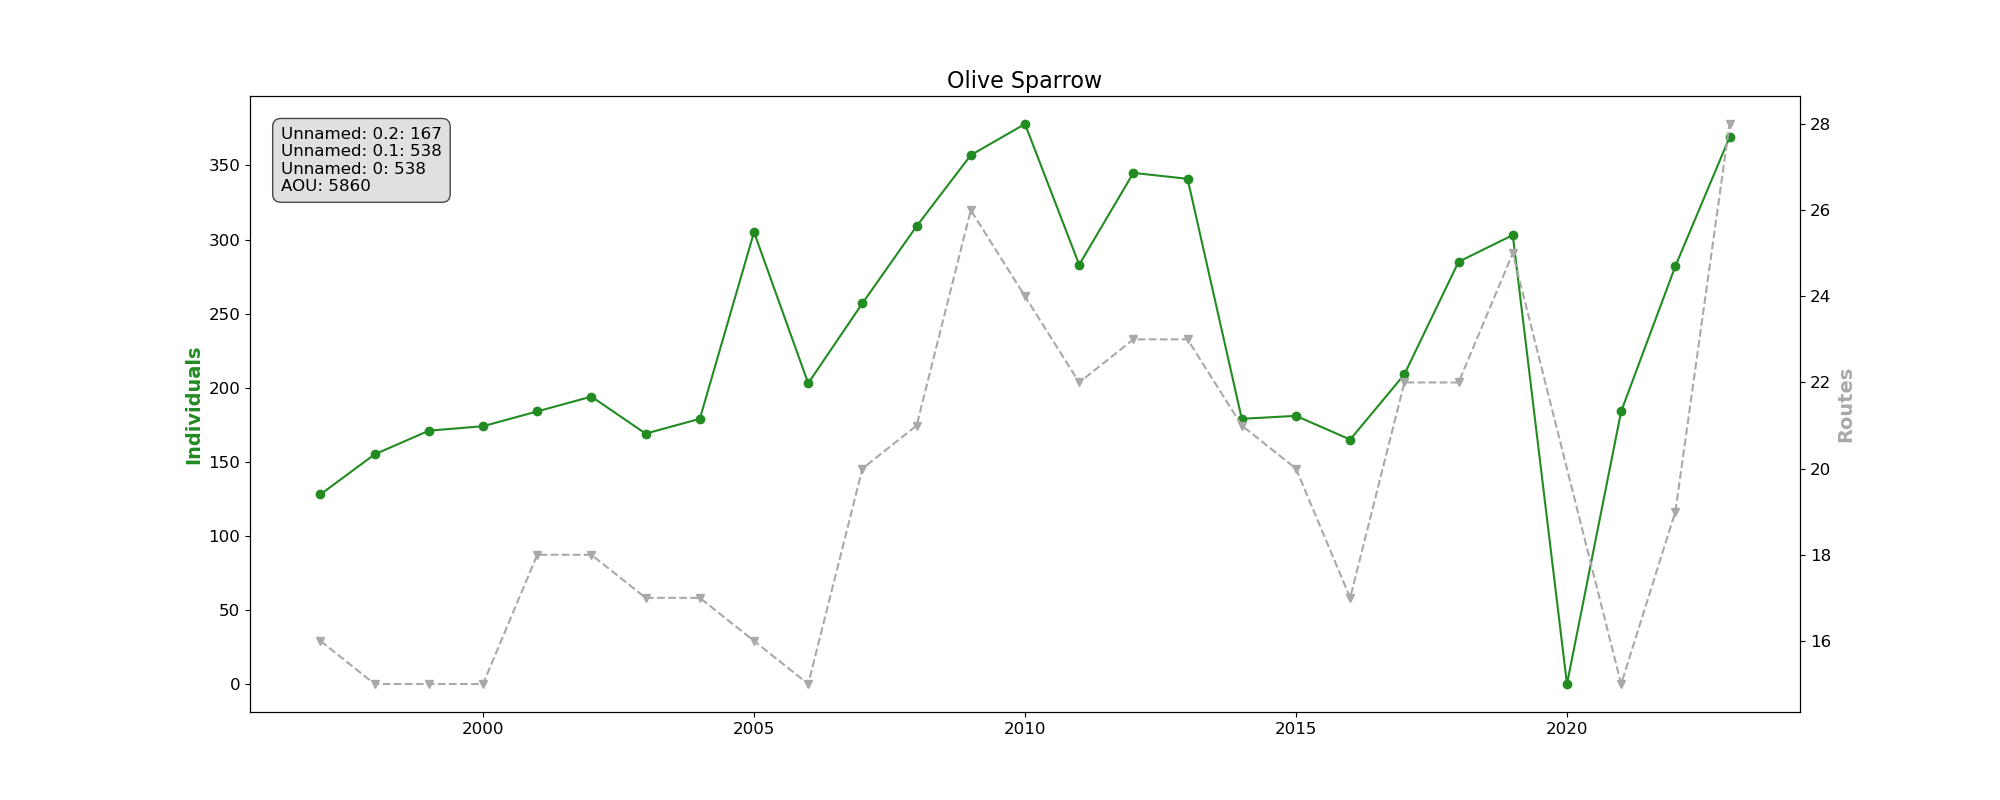 Olive Sparrow
Unnamed: 0.2: 167
Unnamed: 0.1: 538
Unnamed: 0: 538
AOU: 5860
Individuals
350
300
250
200
150
100
50
0
28
26
24
22
20
18
16
Routes
2000
2005
2010
2015
2020